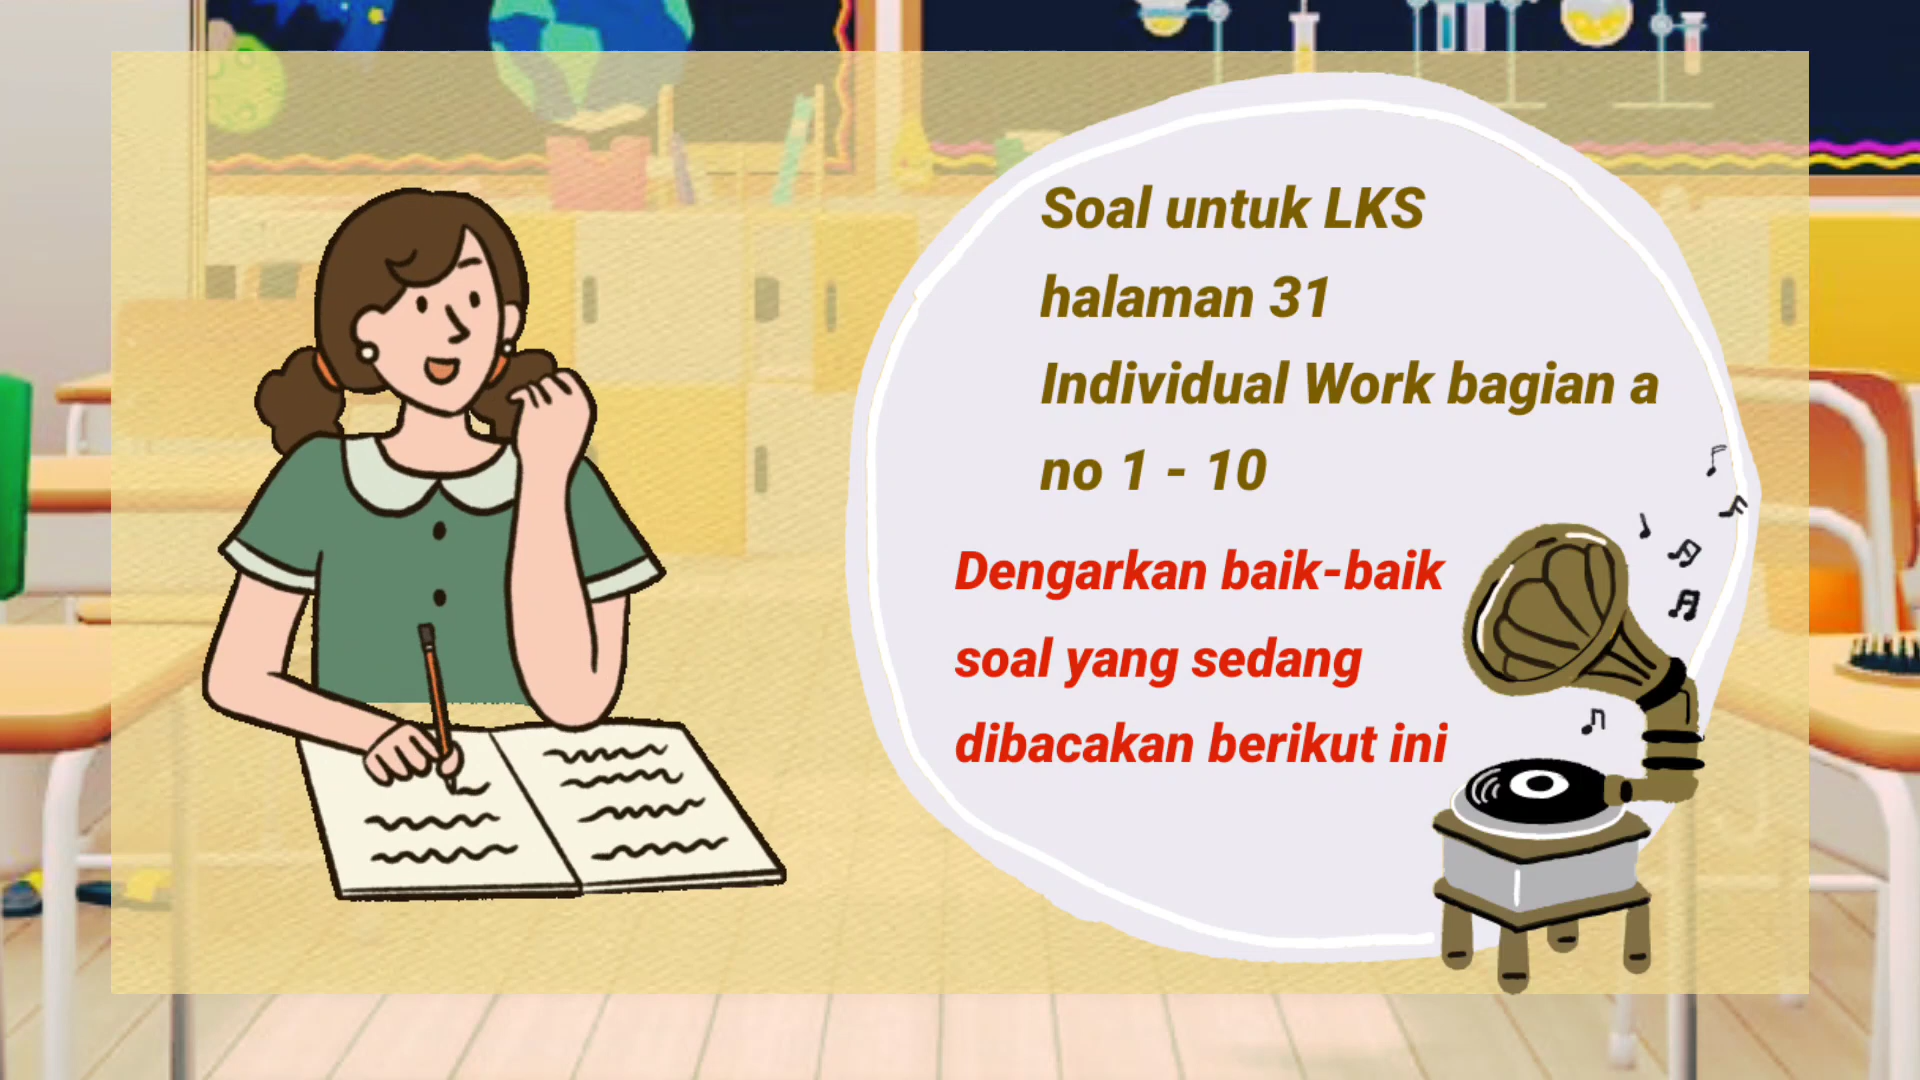 Soal untuk LKS
halaman 31
Individual Work bagian a
no 1 - 10
Dengarkan baik-baik
soal yang sedang
dibacakan berikut ini